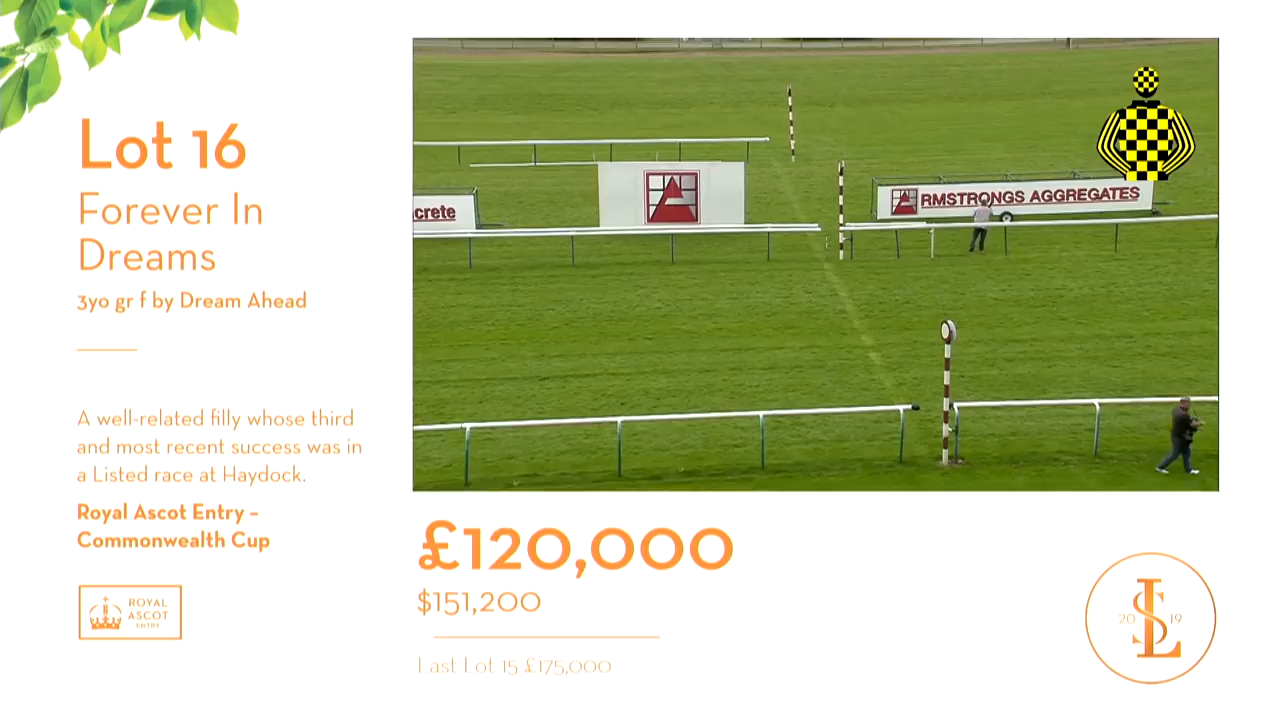 Lot 16
Forever In
Dreams
3yo gr f by Dream Ahead
A well-related filly whose third
and most recent success was in
a Listed race at Haydock.
Royal Ascot Entry –
Commonwealth Cup
ROYAL
ASCOT
ENTRY
crete
A
RMSTRONGS AGGREGATES
£120,000
$151,200
Last Lot 15 £175,000
20 SL 19